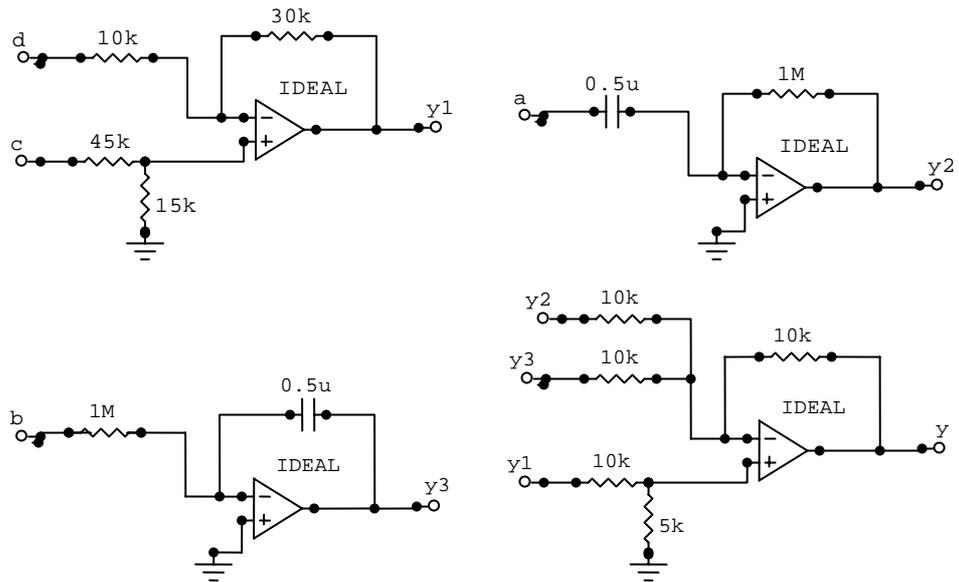 30k
d
10k
IDEAL
y1
c
45k
15k
1M
0.5u
a
IDEAL
y2
0.5u
b
1M
IDEAL
y3
y2
10k
y3
10k
10k
IDEAL
y
y1
10k
5k